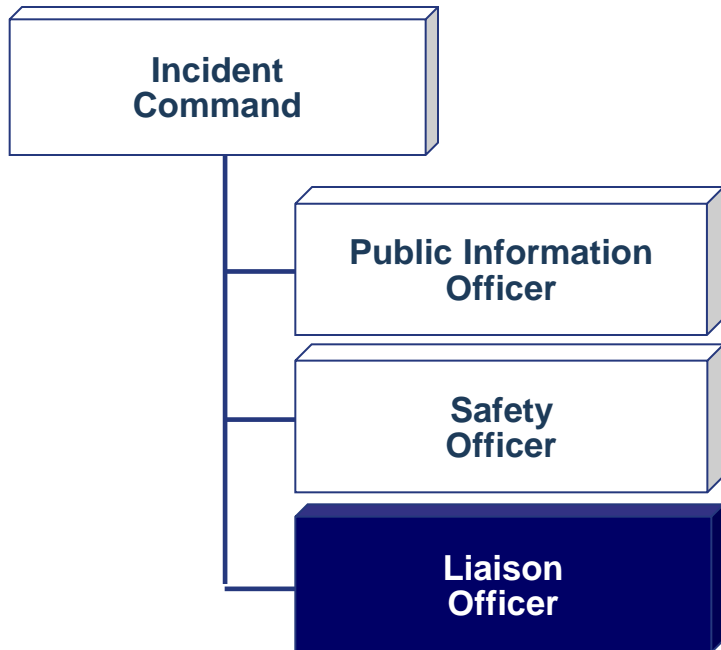 Incident
Command
Public Information
Officer
Safety
Officer
Liaison
Officer